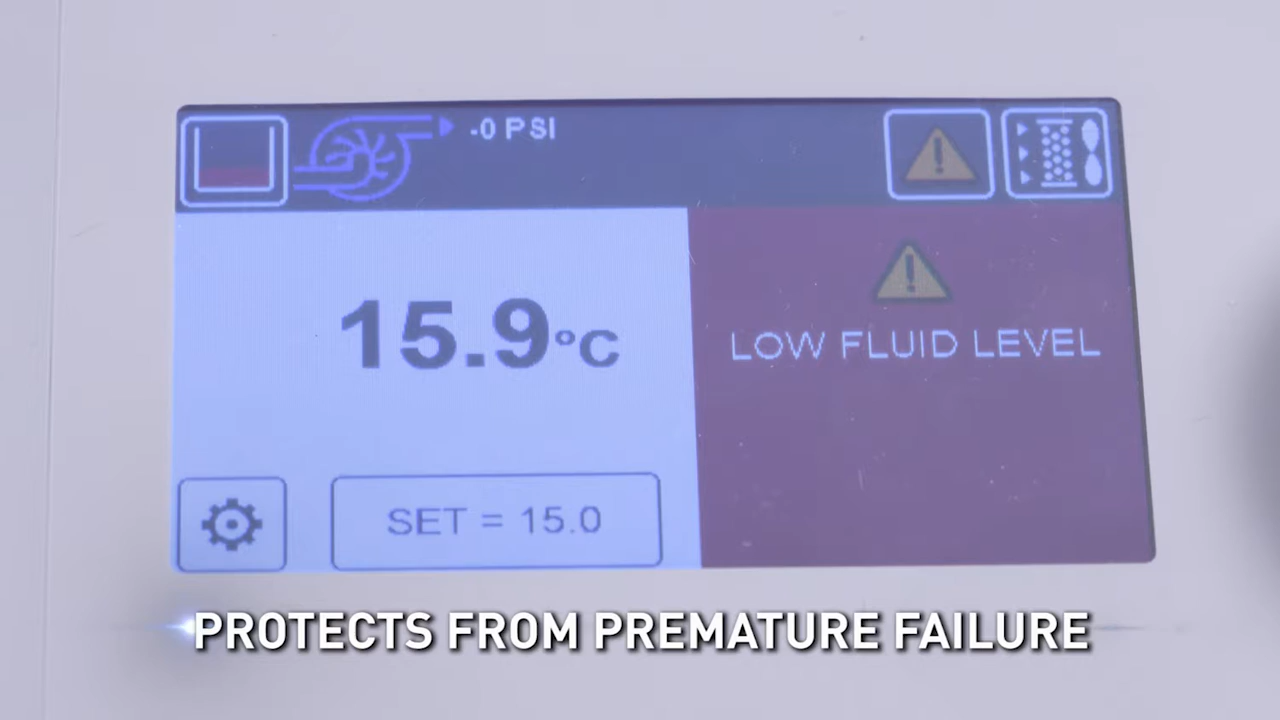 -0 PSI
15.9°C
LOW FLUID LEVEL
SET = 15.0
PROTECTS FROM PREMATURE FAILURE